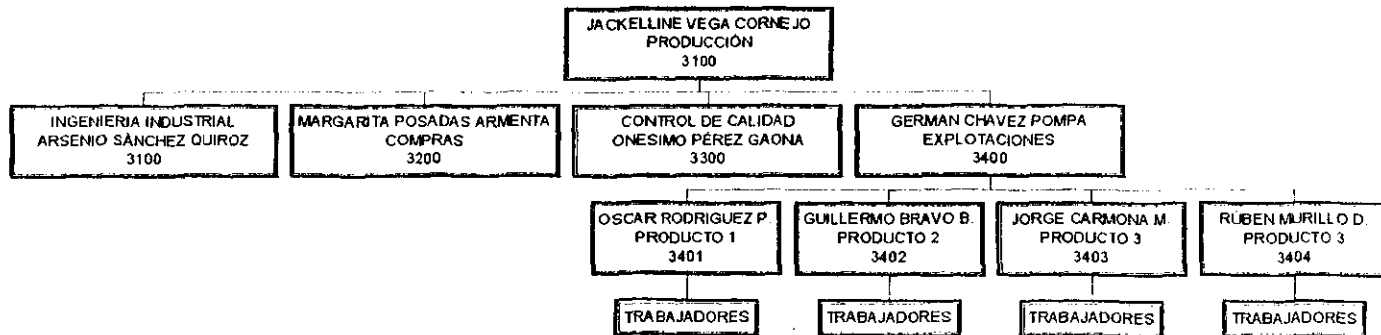 JACKELLINE VEGA CORNEJO
PRODUCCIÓN
3100
INGENIERIA INDUSTRIAL
ARSENIO SÀNCHEZ QUIROZ
3100
MARGARITA POSADAS ARMENTA
COMPRAS
3200
CONTROL DE CALIDAD
ONESIMO PÉREZ GAONA
3300
GERMAN CHAVEZ POMPA
EXPLOTACIONES
3400
OSCAR RODRIGUEZ P.
PRODUCTO 1
3401
GUILLERMO BRAVO B.
PRODUCTO 2
3402
JORGE CARMONA M.
PRODUCTO 3
3403
RÚBEN MURILLO D.
PRODUCTO 3
3404
TRABAJADORES
TRABAJADORES
TRABAJADORES
TRABAJADORES